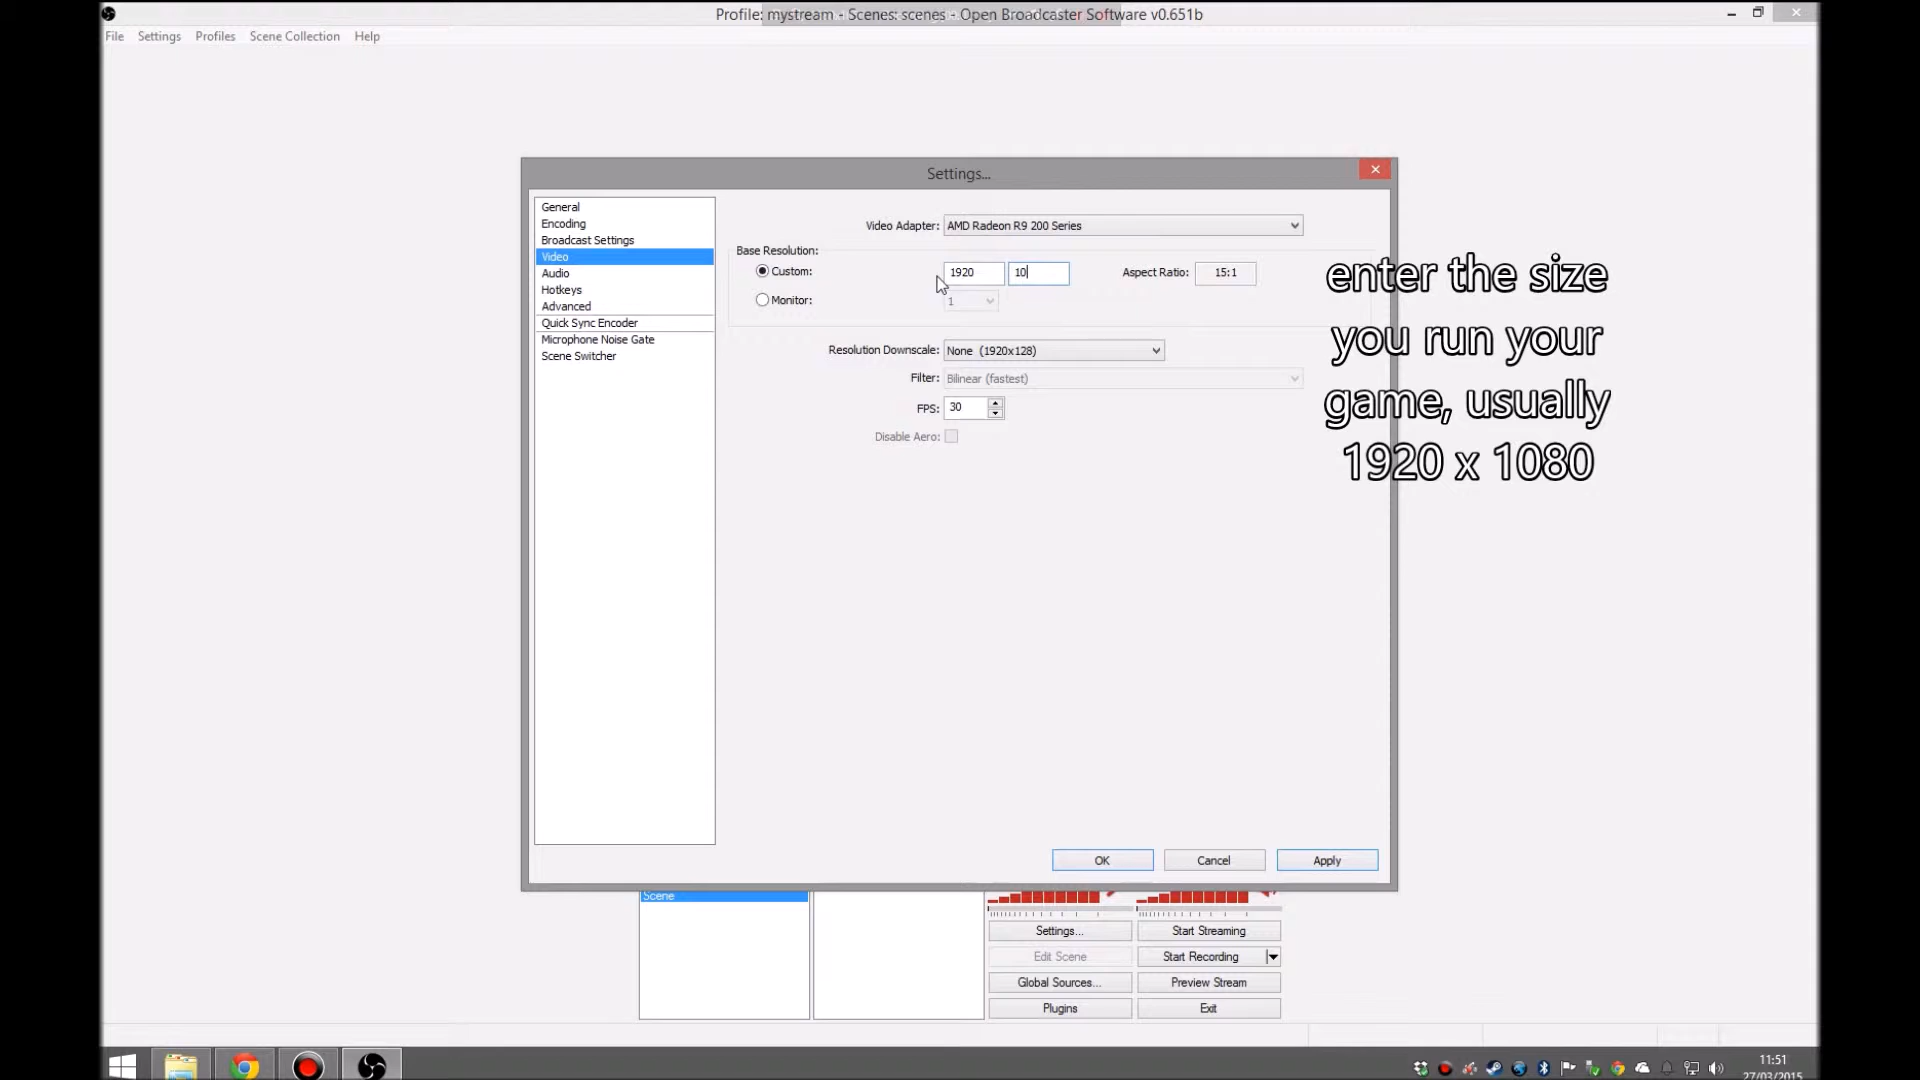 Profile: mystream - Scenes: scenes - Open Broadcaster Software v0.651b
File Settings Profiles Scene Collection Help
Settings...
General
Encoding
Broadcast Settings
Video
Audio
Hotkeys
Advanced
Quick Sync Encoder
Microphone Noise Gate
Scene Switcher
Video Adapter: AMD Radeon R9 200 Series
Base Resolution:
Custom: 1920 10 Aspect Ratio: 15:1
Monitor: 1
Resolution Downscale: None (1920x128)
Filter: Bilinear (fastest)
FPS: 30
Disable Aero:
OK Cancel Apply
enter the size
you run your
game, usually
1920 x 1080
Scene
Settings... Start Streaming
Edit Scene Start Recording
Global Sources... Preview Stream
Plugins Exit
11:51
27/03/2015